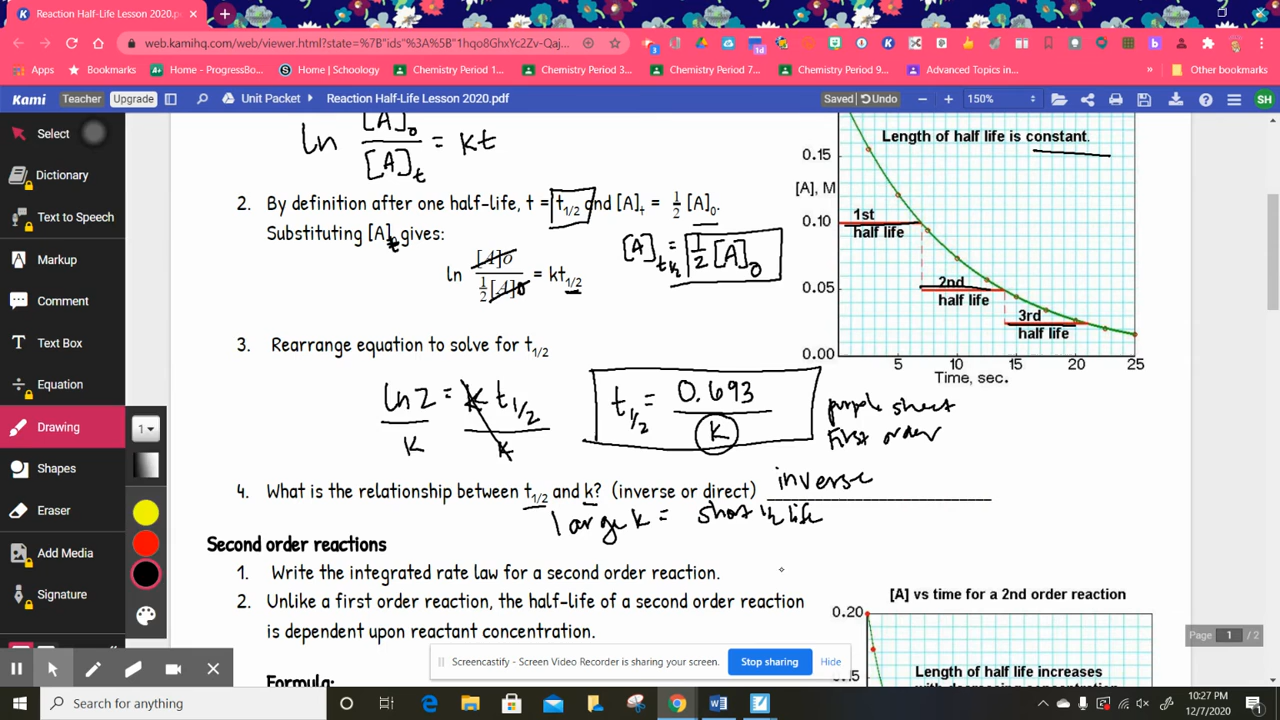 Reaction Half-Life Lesson 2020.p
web.kamihq.com/web/viewer.html?state=%7B"ids"%3A%5B"1hqo8GhxYc2Zv-Qaj...
Apps Bookmarks Home - ProgressBo... Home | Schoology Chemistry Period 1... Chemistry Period 3... Chemistry Period 7... Chemistry Period 9... Advanced Topics in... » Other bookmarks
Kami Teacher Upgrade Unit Packet Reaction Half-Life Lesson 2020.pdf Saved Undo 150% SH
Select
Dictionary
Text to Speech
Markup
Comment
Text Box
Equation
Drawing
1
Shapes
Eraser
Add Media
Signature
ln [A]₀ / [A]t = kt
2. By definition after one half-life, t = t1/2 and [A]t = ½ [A]₀.
Substituting [A]t gives:
ln [A]o / ½[A]o = kt1/2
[A]t½ = ½[A]₀
3. Rearrange equation to solve for t1/2
ln2 / k = k t1/2 / k
t½ = 0.693 / k
purple sheet
First order
4. What is the relationship between t1/2 and k? (inverse or direct) inverse
large k = short ½ life
Second order reactions
1. Write the integrated rate law for a second order reaction.
2. Unlike a first order reaction, the half-life of a second order reaction
is dependent upon reactant concentration.
Formula:
Length of half life is constant.
0.15
[A], M
0.10
1st
half life
0.05
2nd
half life
3rd
half life
0.00
5 10 15 20 25
Time, sec.
[A] vs time for a 2nd order reaction
0.20
Length of half life increases
with decreasing concentration
Page 1 / 2
Screencastify - Screen Video Recorder is sharing your screen. Stop sharing Hide
Type here to search
10:27 PM
12/7/2020